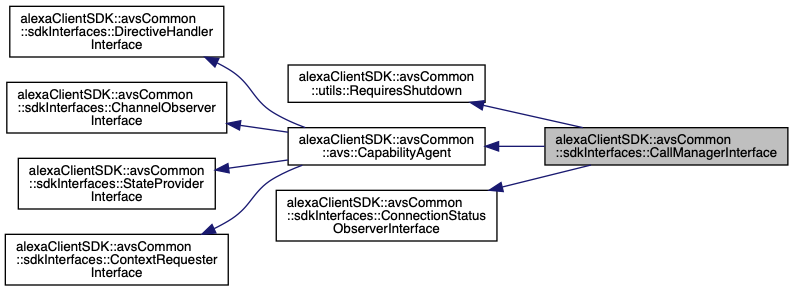 alexaClientSDK::avsCommon
::sdkInterfaces::DirectiveHandler
Interface
alexaClientSDK::avsCommon
::sdkInterfaces::ChannelObserver
Interface
alexaClientSDK::avsCommon
::sdkInterfaces::StateProvider
Interface
alexaClientSDK::avsCommon
::sdkInterfaces::ContextRequester
Interface
alexaClientSDK::avsCommon
::utils::RequiresShutdown
alexaClientSDK::avsCommon
::avs::CapabilityAgent
alexaClientSDK::avsCommon
::sdkInterfaces::ConnectionStatus
ObserverInterface
alexaClientSDK::avsCommon
::sdkInterfaces::CallManagerInterface